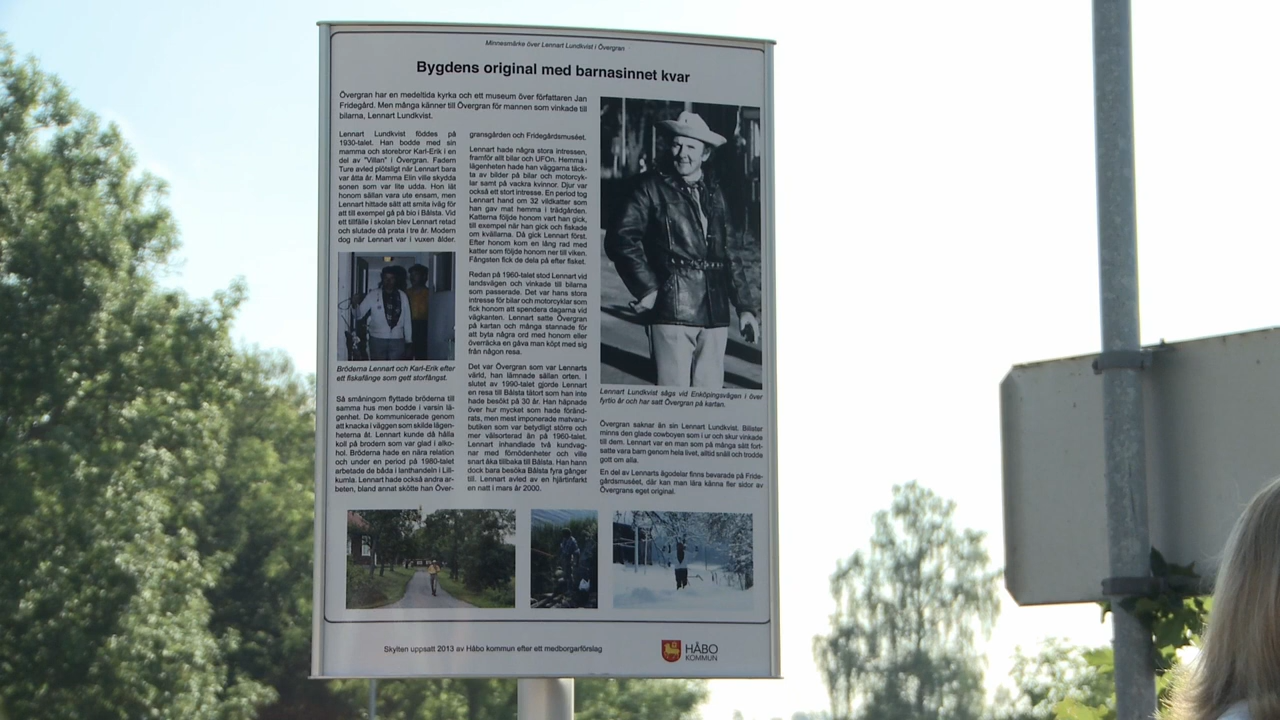 Minnesmärke över Lennart Lundkvist i Övergran
Bygdens original med barnasinnet kvar
Övergran har en medeltida kyrka och ett museum över författaren Jan
Fridegård. Men många känner till Övergran för mannen som vinkade till
bilarna, Lennart Lundkvist.
Lennart Lundkvist föddes på
1930-talet. Han bodde med sin
mamma och storebror Karl-Erik i en
del av "Villan" i Övergran. Fadern
Ture avled plötsligt när Lennart bara
var åtta år. Mamma Elin ville skydda
sonen som var lite udda. Hon lät
honom sällan vara ute ensam, men
Lennart hittade sätt att smita iväg för
att till exempel gå på bio i Bålsta. Vid
ett tillfälle i skolan blev Lennart retad
och slutade då prata i tre år. Modern
dog när Lennart var i vuxen ålder.
Bröderna Lennart och Karl-Erik efter
ett fiskafänge som gett storfångst.
Så småningom flyttade bröderna till
samma hus men bodde i varsin lä-
genhet. De kommunicerade genom
att knacka i väggen som skilde lägen-
heterna åt. Lennart kunde då hålla
koll på brodern som var glad i alko-
hol. Bröderna hade en nära relation
och under en period på 1980-talet
arbetade de båda i lanthandeln i Lill-
kumla. Lennart hade också andra ar-
beten, bland annat skötte han Över-
gransgården och Fridegårdsmuséet.
Lennart hade några stora intressen,
framför allt bilar och UFOn. Hemma i
lägenheten hade han väggarna täck-
ta av bilder på bilar och motorcyk-
lar samt på vackra kvinnor. Djur var
också ett stort intresse. En period tog
Lennart hand om 32 vildkatter som
han gav mat hemma i trädgården.
Katterna följde honom vart han gick,
till exempel när han gick och fiskade
om kvällarna. Då gick Lennart först.
Efter honom kom en lång rad med
katter som följde honom ner till viken.
Fångsten fick de dela på efter fisket.
Redan på 1960-talet stod Lennart vid
landsvägen och vinkade till bilarna
som passerade. Det var hans stora
intresse för bilar och motorcyklar som
fick honom att spendera dagarna vid
vägkanten. Lennart satte Övergran
på kartan och många stannade för
att byta några ord med honom eller
överräcka en gåva man köpt med sig
från någon resa.
Det var Övergran som var Lennarts
värld, han lämnade sällan orten. I
slutet av 1990-talet gjorde Lennart
en resa till Bålsta tätort som han inte
hade besökt på 30 år. Han häpnade
över hur mycket som hade föränd-
rats, men mest imponerade matvaru-
butiken som var betydligt större och
mer välsorterad än på 1960-talet.
Lennart inhandlade två kundvag-
nar med förnödenheter och ville
snart åka tillbaka till Bålsta. Han hann
dock bara besöka Bålsta fyra gånger
till. Lennart avled av en hjärtinfarkt
en natt i mars år 2000.
Lennart Lundkvist sågs vid Enköpingsvägen i över
fyrtio år och har satt Övergran på kartan.
Övergran saknar än sin Lennart Lundkvist. Bilister
minns den glade cowboyen som i ur och skur vinkade
till dem. Lennart var en man som på många sätt fort-
satte vara barn genom hela livet, alltid snäll och trodde
gott om alla.
En del av Lennarts ägodelar finns bevarade på Fride-
gårdsmuséet, där kan man lära känna fler sidor av
Övergrans eget original.
Skylten uppsatt 2013 av Håbo kommun efter ett medborgarförslag
HÅBO
KOMMUN